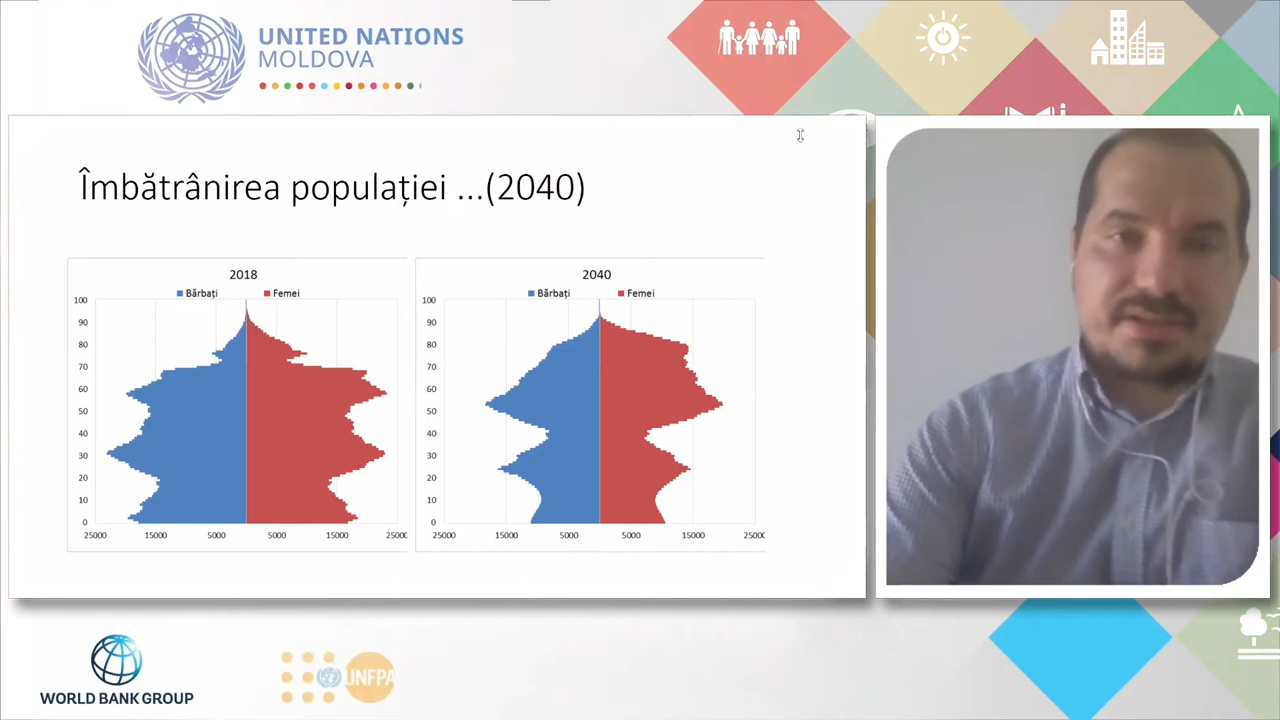 UNITED NATIONS
MOLDOVA
Îmbătrânirea populației ...(2040)
2018
Bărbați Femei
100
90
80
70
60
50
40
30
20
10
0
25000 15000 5000 5000 15000 2500
2040
Bărbați Femei
100
90
80
70
60
50
40
30
20
10
0
25000 15000 5000 5000 15000 2500
WORLD BANK GROUP
UNFPA